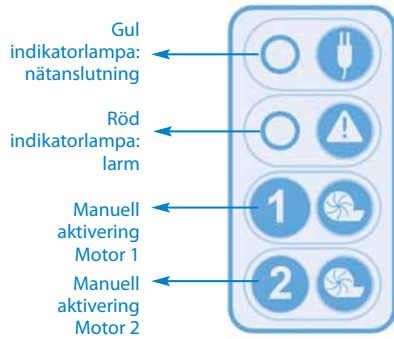 Gul
indikatorlampa:
nätanslutning
Röd
indikatorlampa:
larm
Manuell
aktivering
Motor 1
Manuell
aktivering
Motor 2
1
2